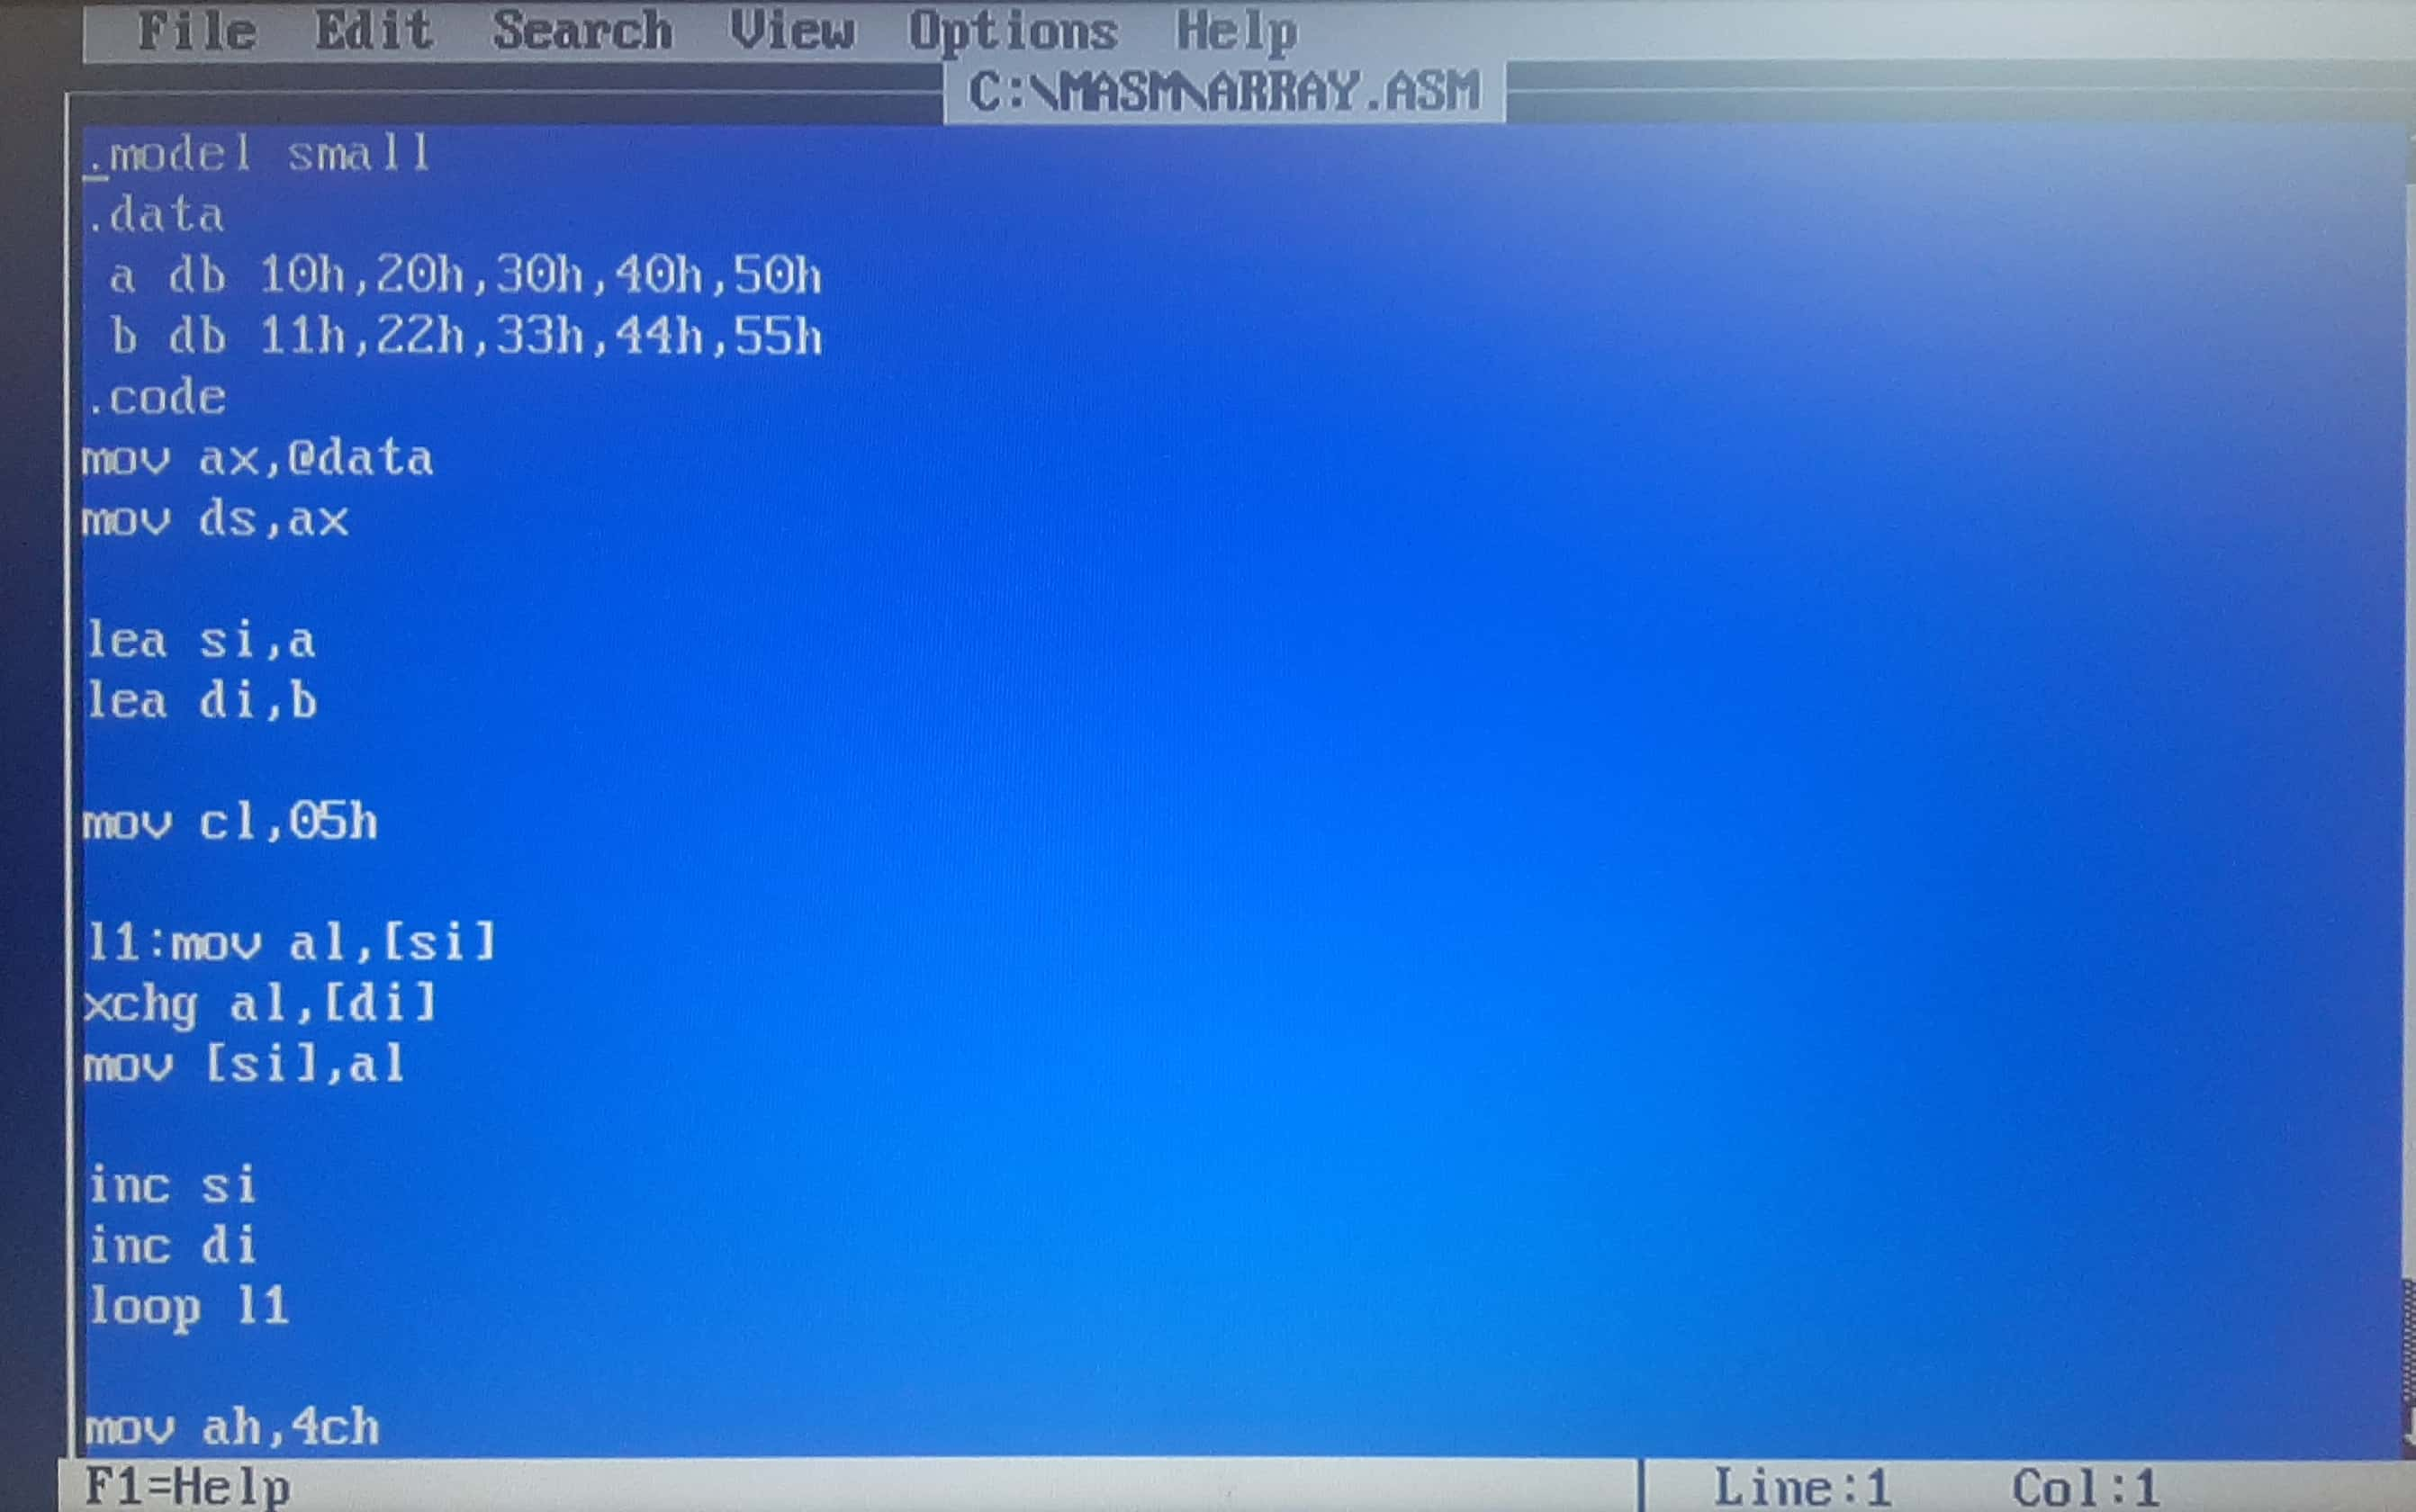 File Edit Search View Options Help
C:\MASM\ARRAY.ASM
.model small
.data
a db 10h,20h,30h,40h,50h
b db 11h,22h,33h,44h,55h
.code
mov ax,@data
mov ds,ax
lea si,a
lea di,b
mov cl,05h
l1:mov al,[si]
xchg al,[di]
mov [si],al
inc si
inc di
loop l1
mov ah,4ch
F1=Help Line:1 Col:1